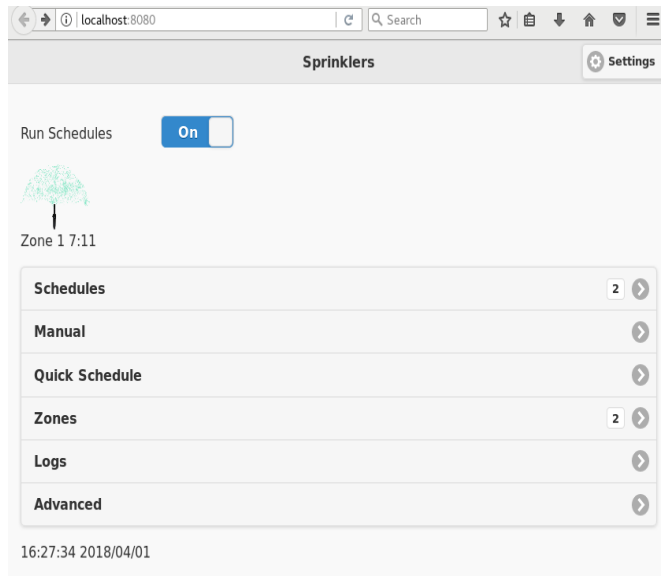 localhost:8080
Search
Sprinklers
Settings
Run Schedules
On
Zone 1 7:11
Schedules 2
Manual
Quick Schedule
Zones 2
Logs
Advanced
16:27:34 2018/04/01